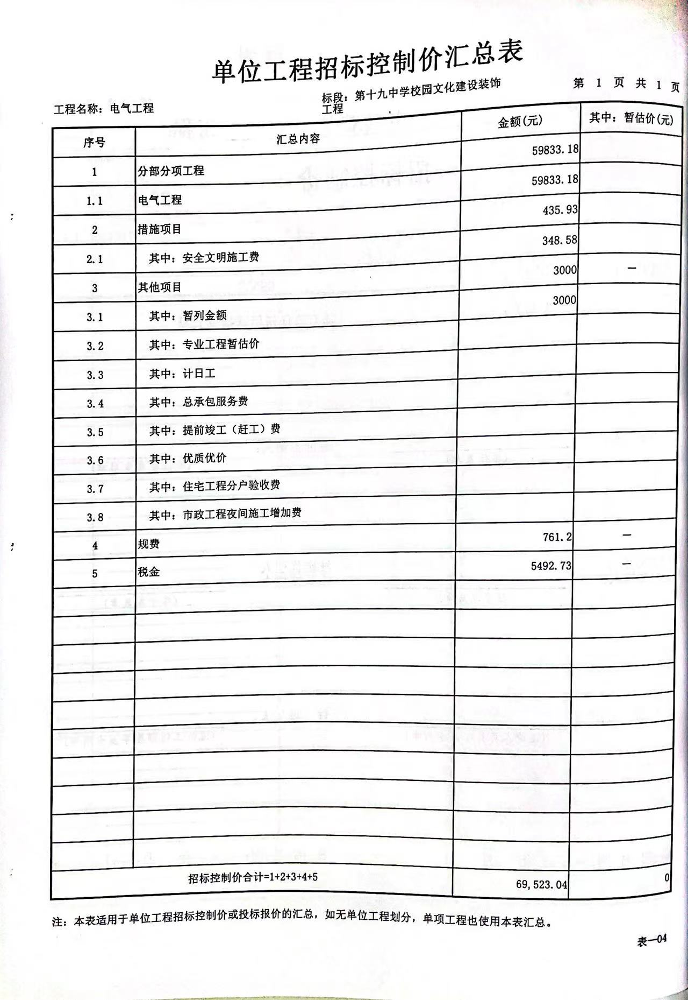 单位工程招标控制价汇总表
工程名称：电气工程
标段：第十九中学校园文化建设装饰
工程
第 1 页 共 1 页
序号 汇总内容 金额(元) 其中：暂估价(元)
1 分部分项工程 59833.18
1.1 电气工程 59833.18
2 措施项目 435.93
2.1 其中：安全文明施工费 348.58
3 其他项目 3000 —
3.1 其中：暂列金额 3000
3.2 其中：专业工程暂估价
3.3 其中：计日工
3.4 其中：总承包服务费
3.5 其中：提前竣工（赶工）费
3.6 其中：优质优价
3.7 其中：住宅工程分户验收费
3.8 其中：市政工程夜间施工增加费
4 规费 761.2 —
5 税金 5492.73 —
招标控制价合计=1+2+3+4+5 69,523.04 0
注：本表适用于单位工程招标控制价或投标报价的汇总，如无单位工程划分，单项工程也使用本表汇总。
表—04